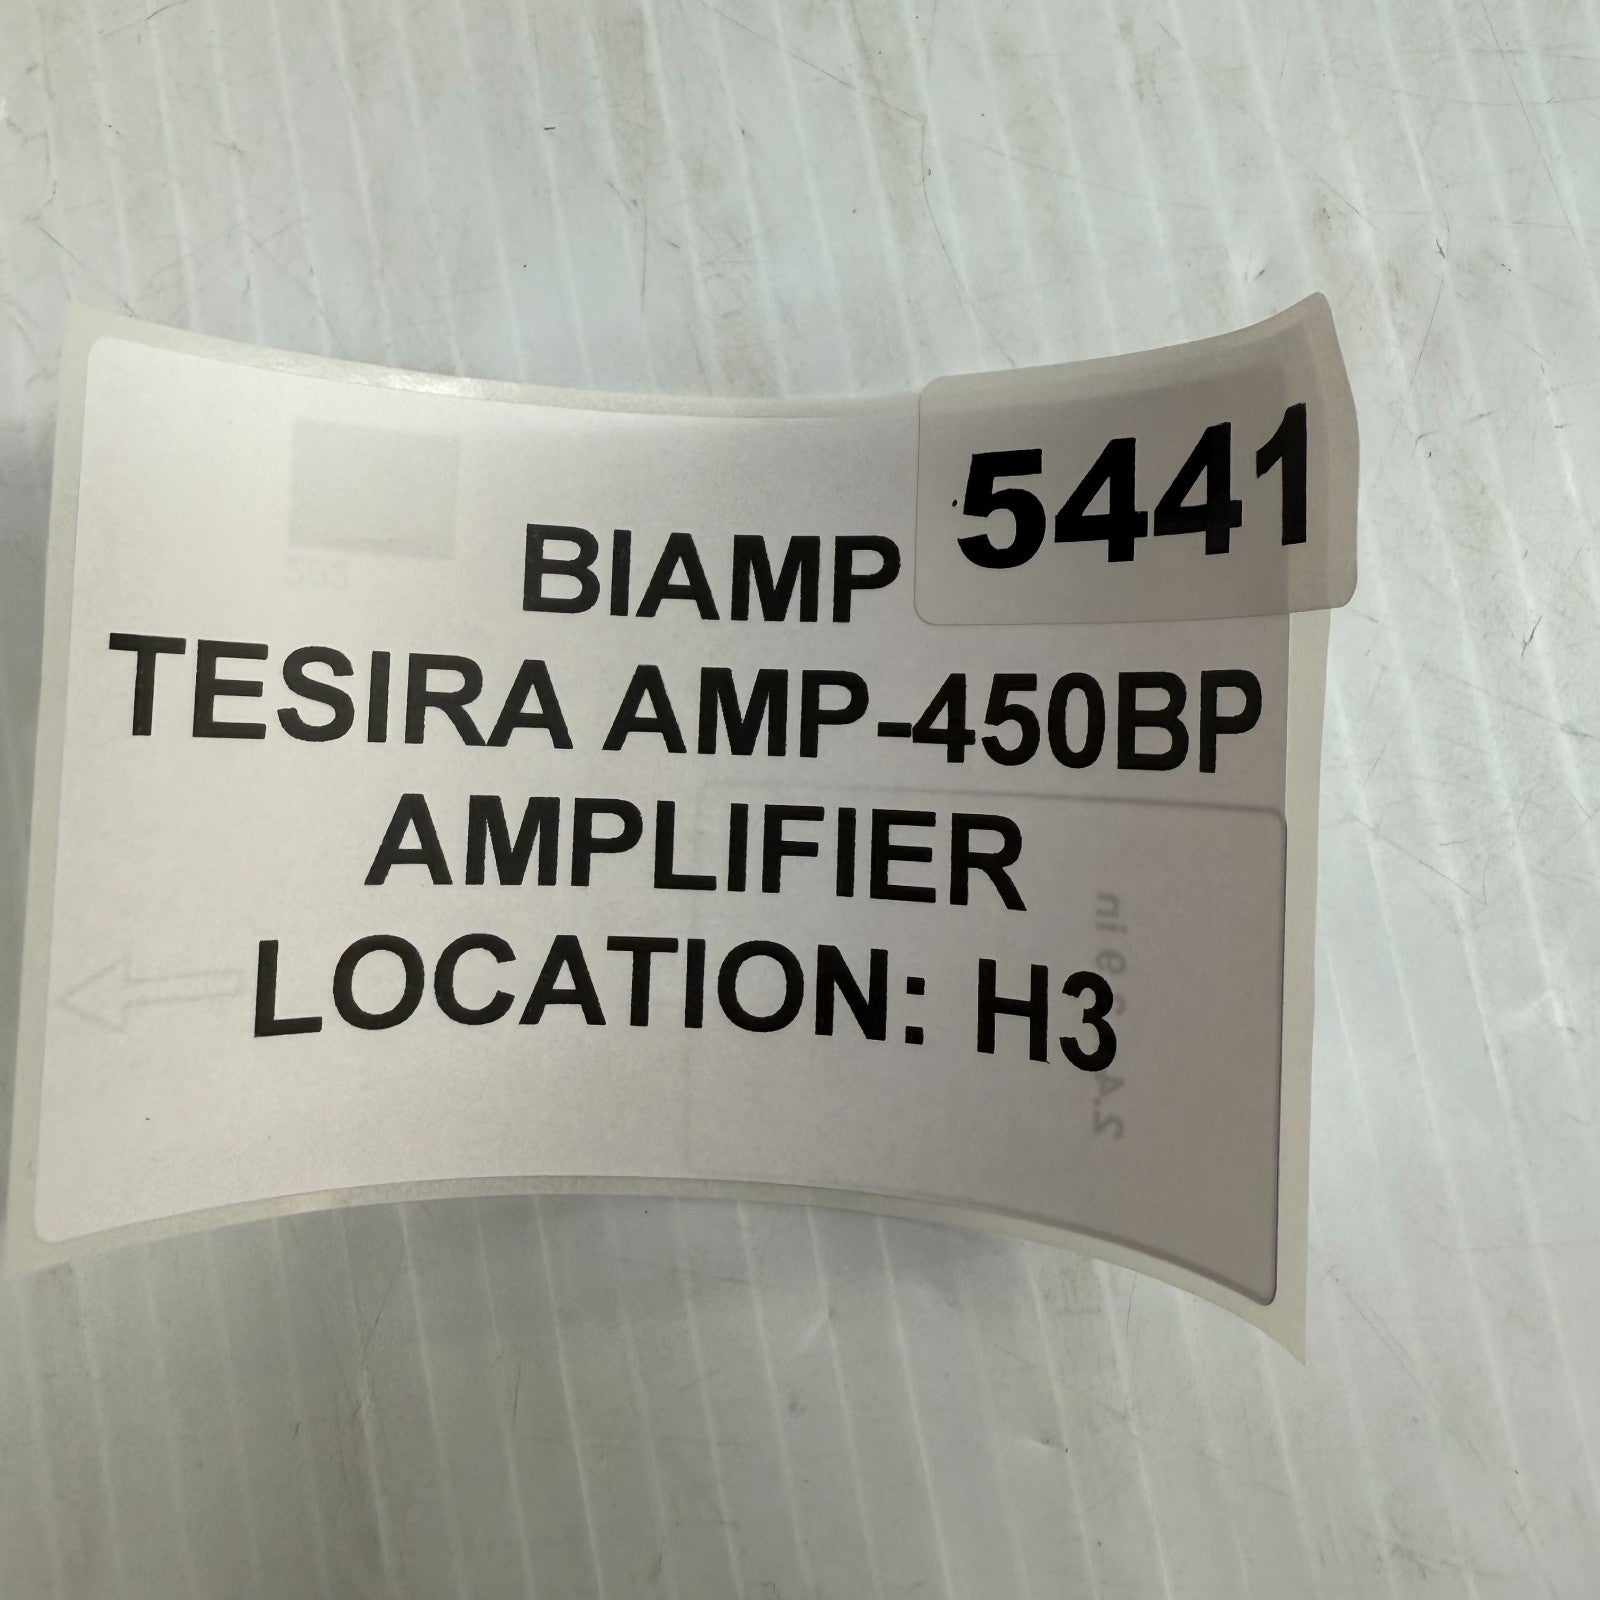 5441
BIAMP
TESIRA AMP-450BP
AMPLIFIER
LOCATION: H3